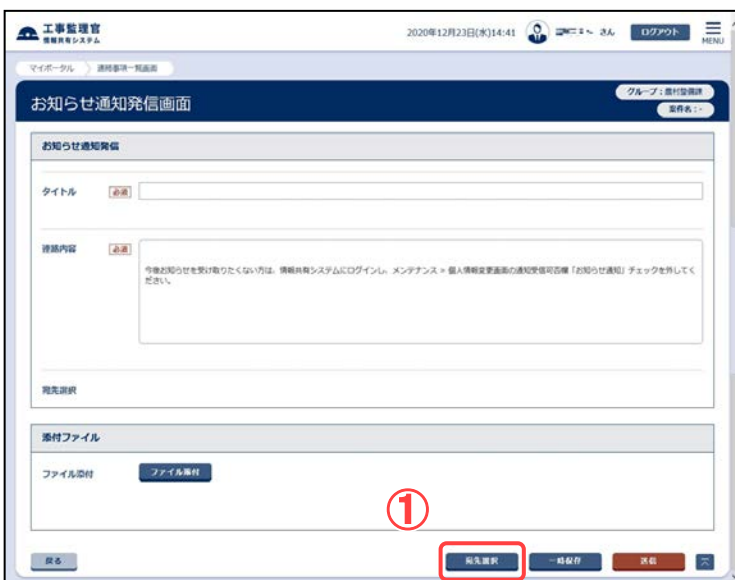 工事監理官
情報共有システム
2020年12月23日(水)14:41
さん
ログアウト
MENU
マイポータル
連絡事項一覧画面
お知らせ通知発信画面
グループ：農村整備課
案件名：-
お知らせ通知発信
タイトル
必須
連絡内容
必須
今後お知らせを受け取りたくない方は、情報共有システムにログインし、メンテナンス > 個人情報変更画面の通知受信可否欄「お知らせ通知」チェックを外してく
ださい。
宛先選択
添付ファイル
ファイル添付
ファイル添付
①
戻る
宛先選択
一時保存
送信